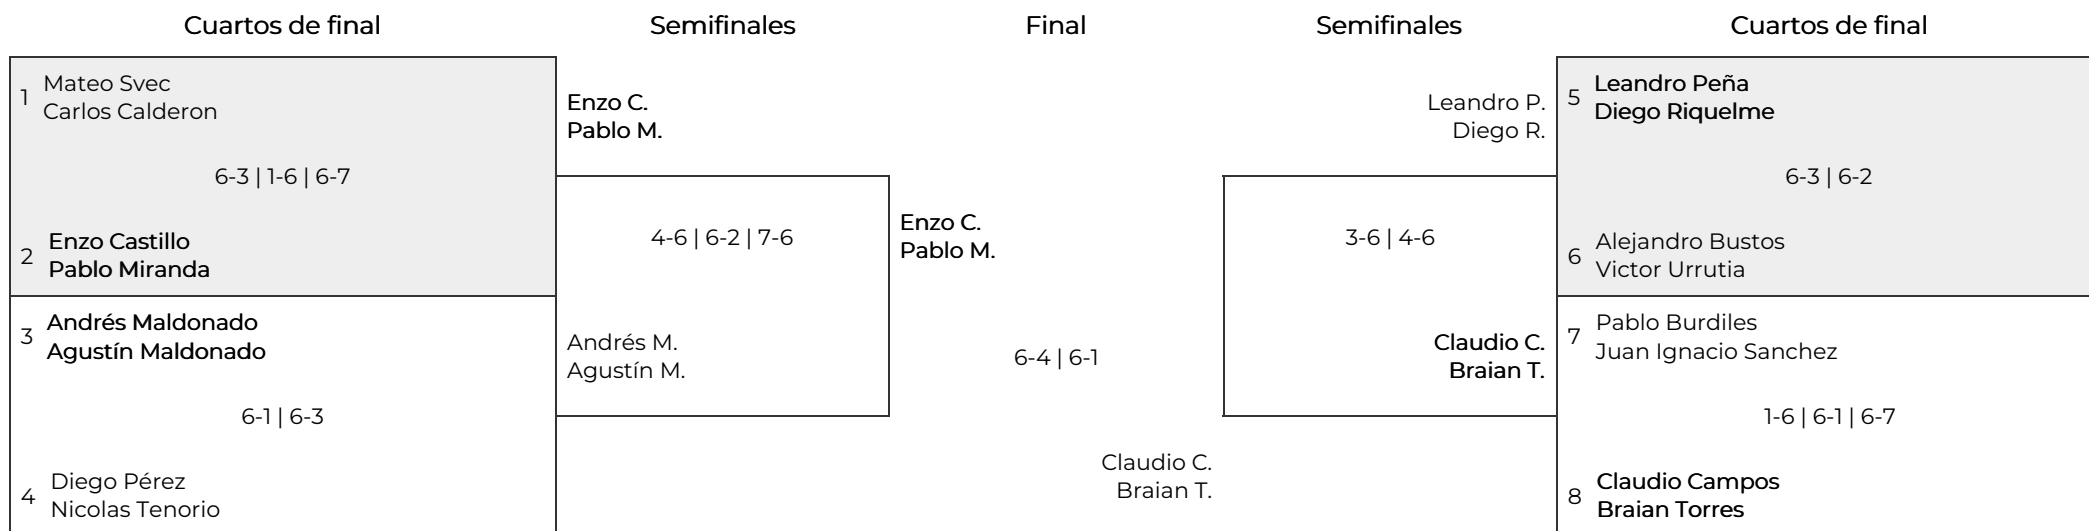 Cuartos de final
Semifinales
Final
Semifinales
Cuartos de final
1
Mateo Svec
Carlos Calderon
6-3 | 1-6 | 6-7
2
Enzo Castillo
Pablo Miranda
3
Andrés Maldonado
Agustín Maldonado
6-1 | 6-3
4
Diego Pérez
Nicolas Tenorio
Enzo C.
Pablo M.
4-6 | 6-2 | 7-6
Andrés M.
Agustín M.
Enzo C.
Pablo M.
6-4 | 6-1
Claudio C.
Braian T.
Leandro P.
Diego R.
3-6 | 4-6
Claudio C.
Braian T.
5
Leandro Peña
Diego Riquelme
6-3 | 6-2
6
Alejandro Bustos
Victor Urrutia
7
Pablo Burdiles
Juan Ignacio Sanchez
1-6 | 6-1 | 6-7
8
Claudio Campos
Braian Torres